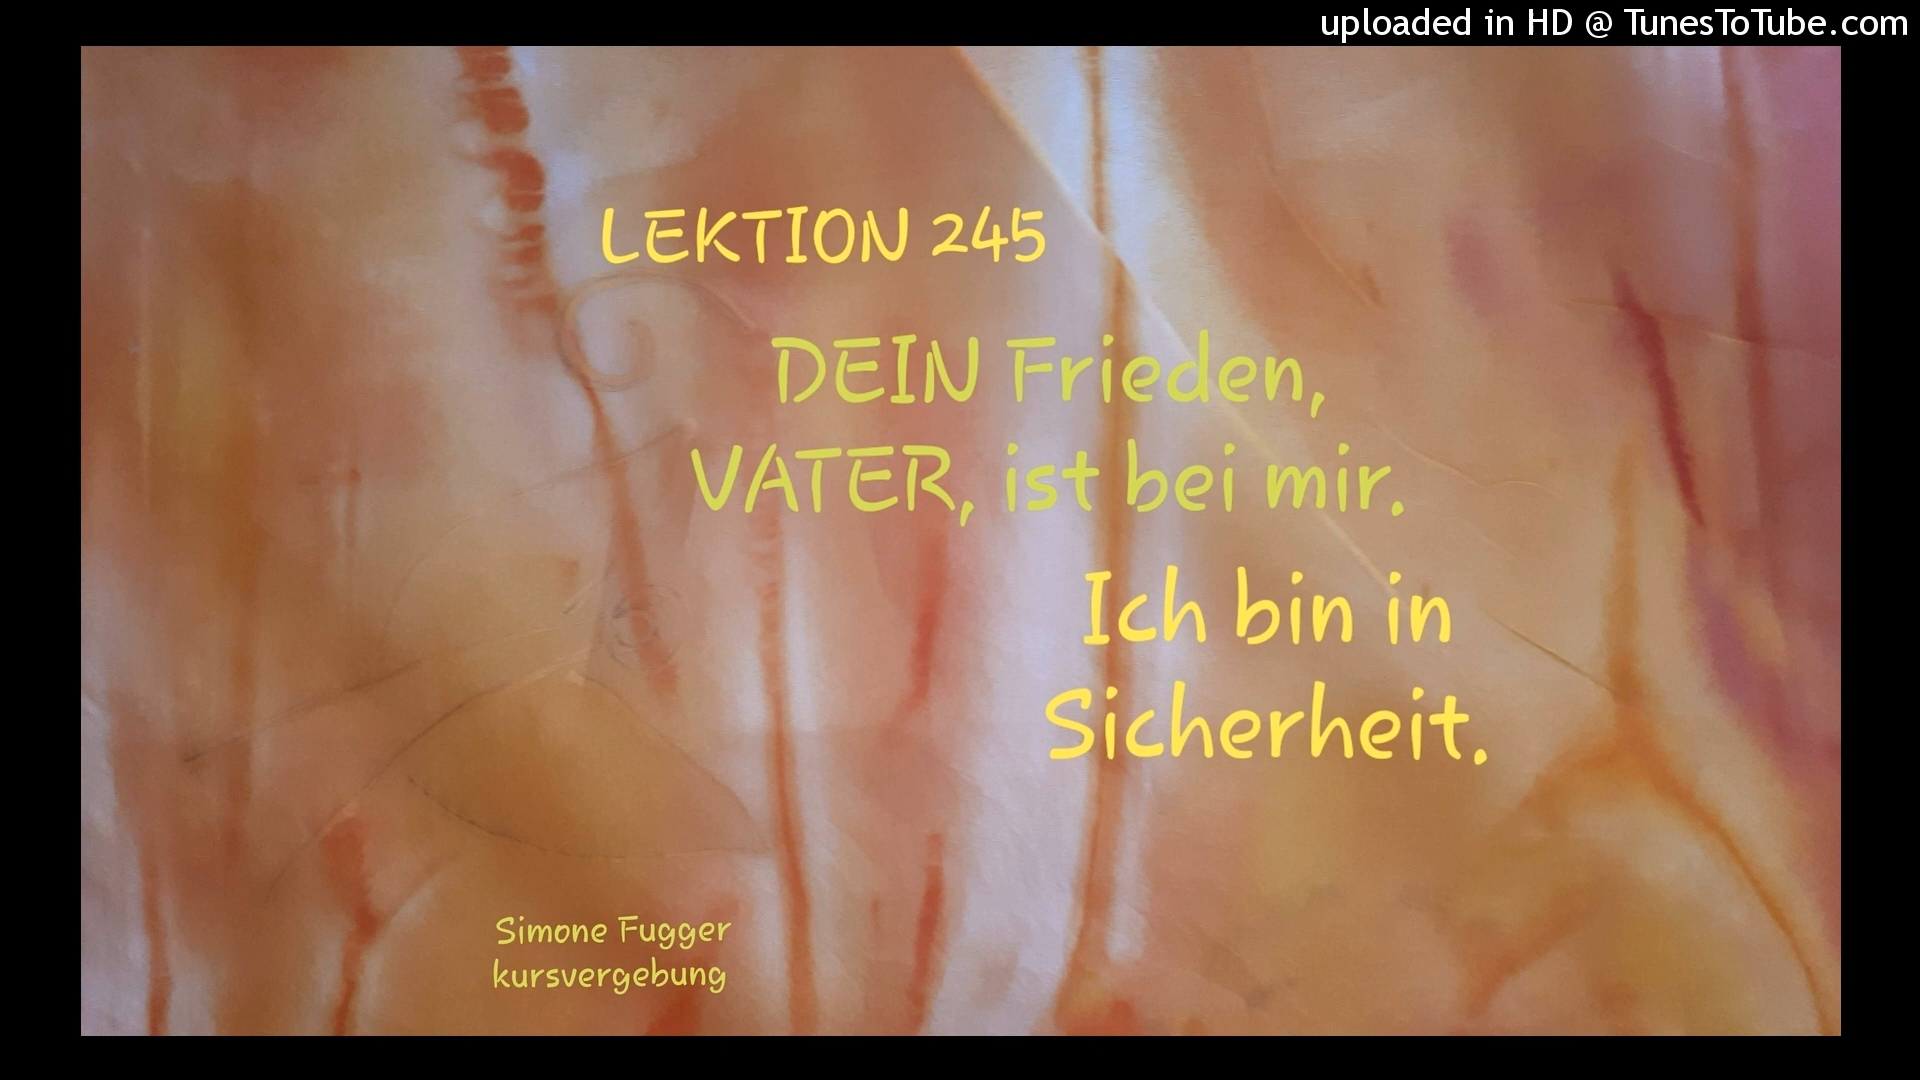 uploaded in HD @ TunesToTube.com
LEKTION 245
DEIN Frieden,
VATER, ist bei mir.
Ich bin in
Sicherheit.
Simone Fugger
kursvergebung